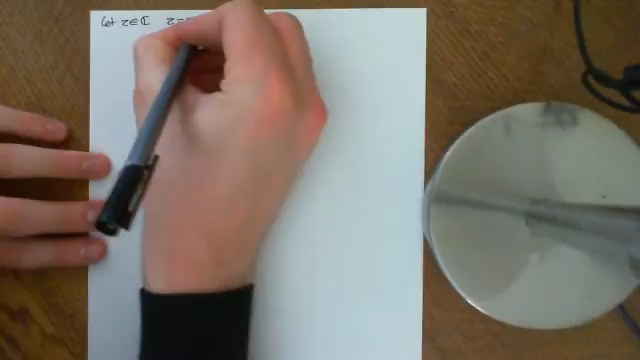 let z ∈ ℂ z =